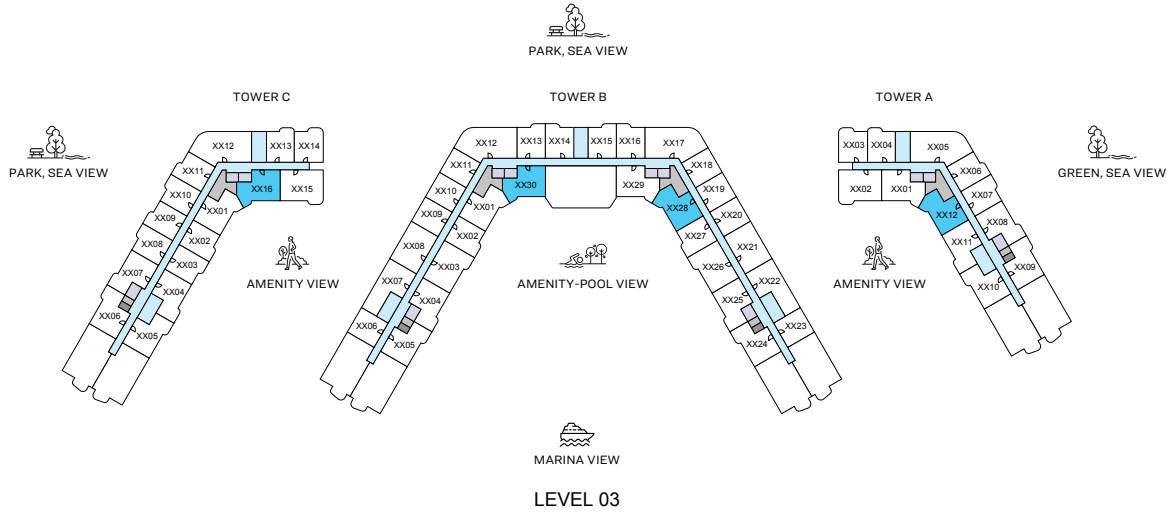 PARK, SEA VIEW
TOWER C
TOWER B
TOWER A
PARK, SEA VIEW
GREEN, SEA VIEW
XX12
XX13
XX14
XX11
XX10
XX09
XX08
XX07
XX06
XX05
XX04
XX03
XX02
XX01
XX16
XX15
XX12
XX13
XX14
XX15
XX16
XX17
XX11
XX10
XX09
XX08
XX07
XX06
XX05
XX04
XX03
XX02
XX01
XX30
XX29
XX28
XX18
XX19
XX20
XX21
XX22
XX23
XX24
XX25
XX26
XX27
XX03
XX04
XX05
XX02
XX01
XX06
XX07
XX08
XX09
XX10
XX11
XX12
AMENITY VIEW
AMENITY-POOL VIEW
AMENITY VIEW
MARINA VIEW
LEVEL 03